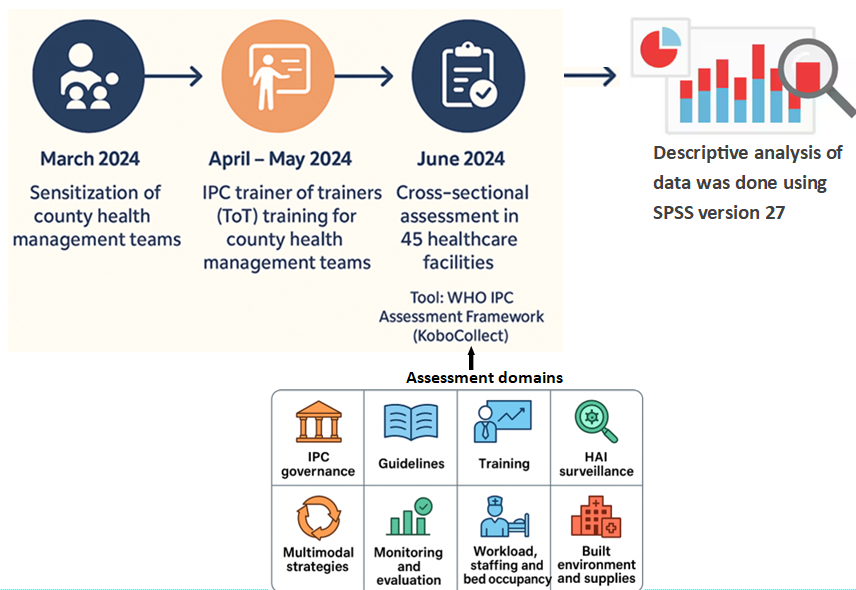 March 2024
Sensitization of
county health
management teams
April – May 2024
IPC trainer of trainers
(ToT) training for
county health
management teams
June 2024
Cross-sectional
assessment in
45 healthcare
facilities
Tool: WHO IPC
Assessment Framework
(KoboCollect)
Descriptive analysis of
data was done using
SPSS version 27
Assessment domains
IPC
governance
Guidelines
Training
HAI
surveillance
Multimodal
strategies
Monitoring
and
evaluation
Workload,
staffing and
bed occupancy
Built
environment
and supplies